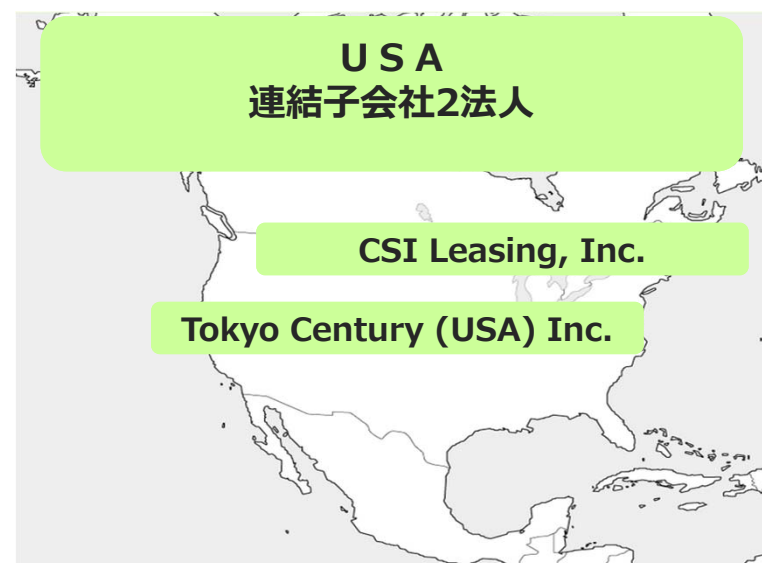 ＵＳＡ
連結子会社2法人
CSI Leasing, Inc.
Tokyo Century (USA) Inc.